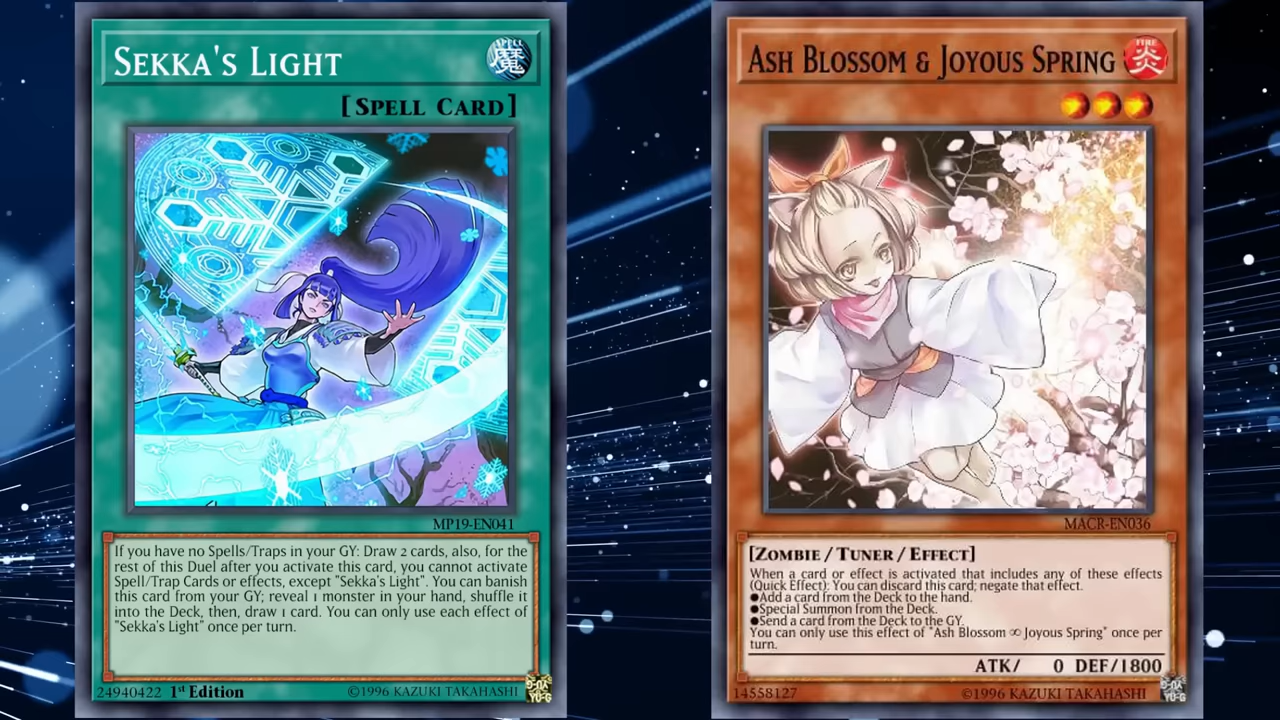 SEKKA'S LIGHT
魔
[SPELL CARD]
MP19-EN041
If you have no Spells/Traps in your GY: Draw 2 cards, also, for the
rest of this Duel after you activate this card, you cannot activate
Spell/Trap Cards or effects, except "Sekka's Light". You can banish
this card from your GY; reveal 1 monster in your hand, shuffle it
into the Deck, then, draw 1 card. You can only use each effect of
"Sekka's Light" once per turn.
24940422 1st Edition ©1996 KAZUKI TAKAHASHI
ASH BLOSSOM & JOYOUS SPRING
FIRE
炎
MACR-EN036
[ZOMBIE / TUNER / EFFECT]
When a card or effect is activated that includes any of these effects
(Quick Effect): You can discard this card; negate that effect.
●Add a card from the Deck to the hand.
●Special Summon from the Deck.
●Send a card from the Deck to the GY.
You can only use this effect of "Ash Blossom ∞ Joyous Spring" once per
turn.
ATK/ 0 DEF/1800
14558127 ©1996 KAZUKI TAKAHASHI